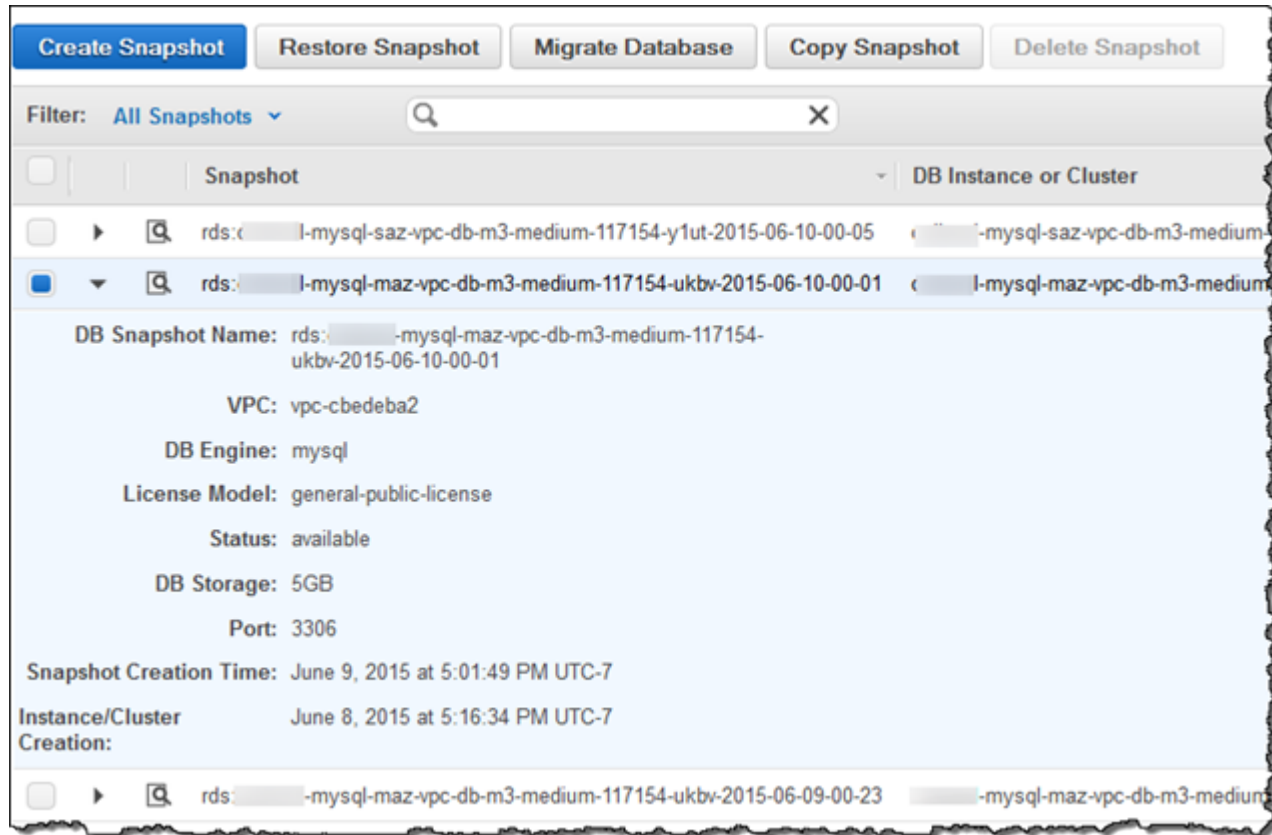 Create Snapshot Restore Snapshot Migrate Database Copy Snapshot Delete Snapshot
Filter: All Snapshots
Snapshot DB Instance or Cluster
rds: l-mysql-saz-vpc-db-m3-medium-117154-y1ut-2015-06-10-00-05 -mysql-saz-vpc-db-m3-medium-
rds: l-mysql-maz-vpc-db-m3-medium-117154-ukbv-2015-06-10-00-01 l-mysql-maz-vpc-db-m3-medium
DB Snapshot Name: rds: -mysql-maz-vpc-db-m3-medium-117154-
ukbv-2015-06-10-00-01
VPC: vpc-cbedeba2
DB Engine: mysql
License Model: general-public-license
Status: available
DB Storage: 5GB
Port: 3306
Snapshot Creation Time: June 9, 2015 at 5:01:49 PM UTC-7
Instance/Cluster June 8, 2015 at 5:16:34 PM UTC-7
Creation:
rds: -mysql-maz-vpc-db-m3-medium-117154-ukbv-2015-06-09-00-23 -mysql-maz-vpc-db-m3-medium